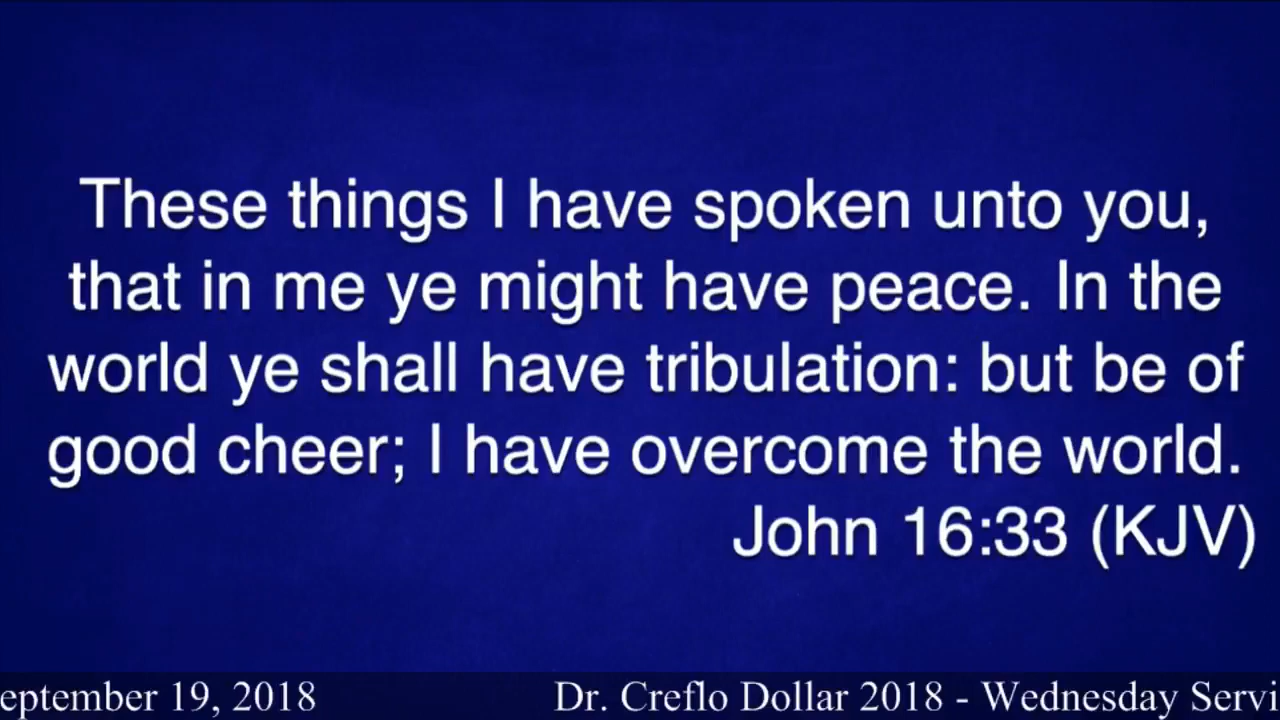 These things I have spoken unto you,
that in me ye might have peace. In the
world ye shall have tribulation: but be of
good cheer; I have overcome the world.
John 16:33 (KJV)
eptember 19, 2018 Dr. Creflo Dollar 2018 - Wednesday Servi